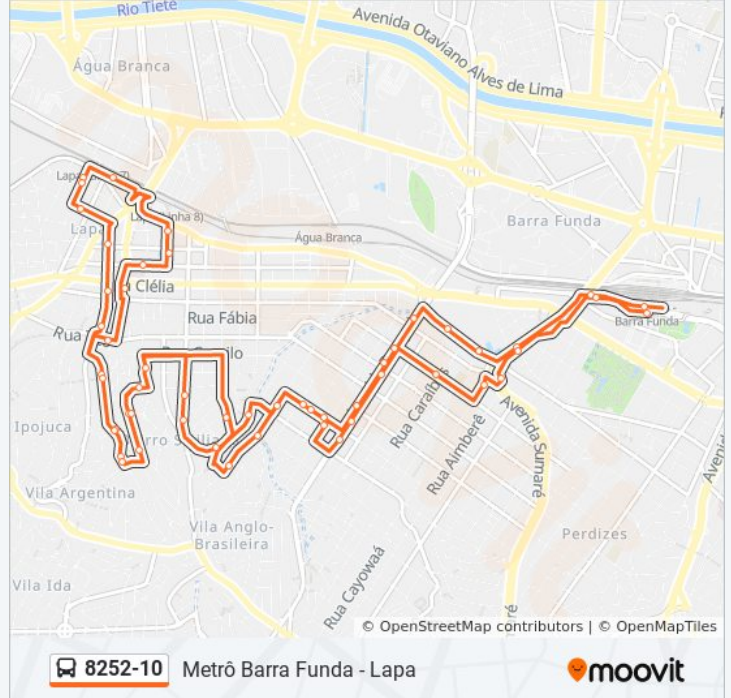 Rio Tietê
Avenida Otaviano Alves de Lima
Água Branca
Barra Funda
Lapa
Água Branca
Clélia
Rua Fábia
Barra Funda
Rua
Rua Caraíbas
Ipojuca
Rua Aimberê
Avenida Sumaré
Vila Argentina
Vila Anglo-
Brasileira
Perdizes
Vila Ida
Rua Cayowaá
© OpenStreetMap contributors | © OpenMapTiles
8252-10 Metrô Barra Funda - Lapa
moovit